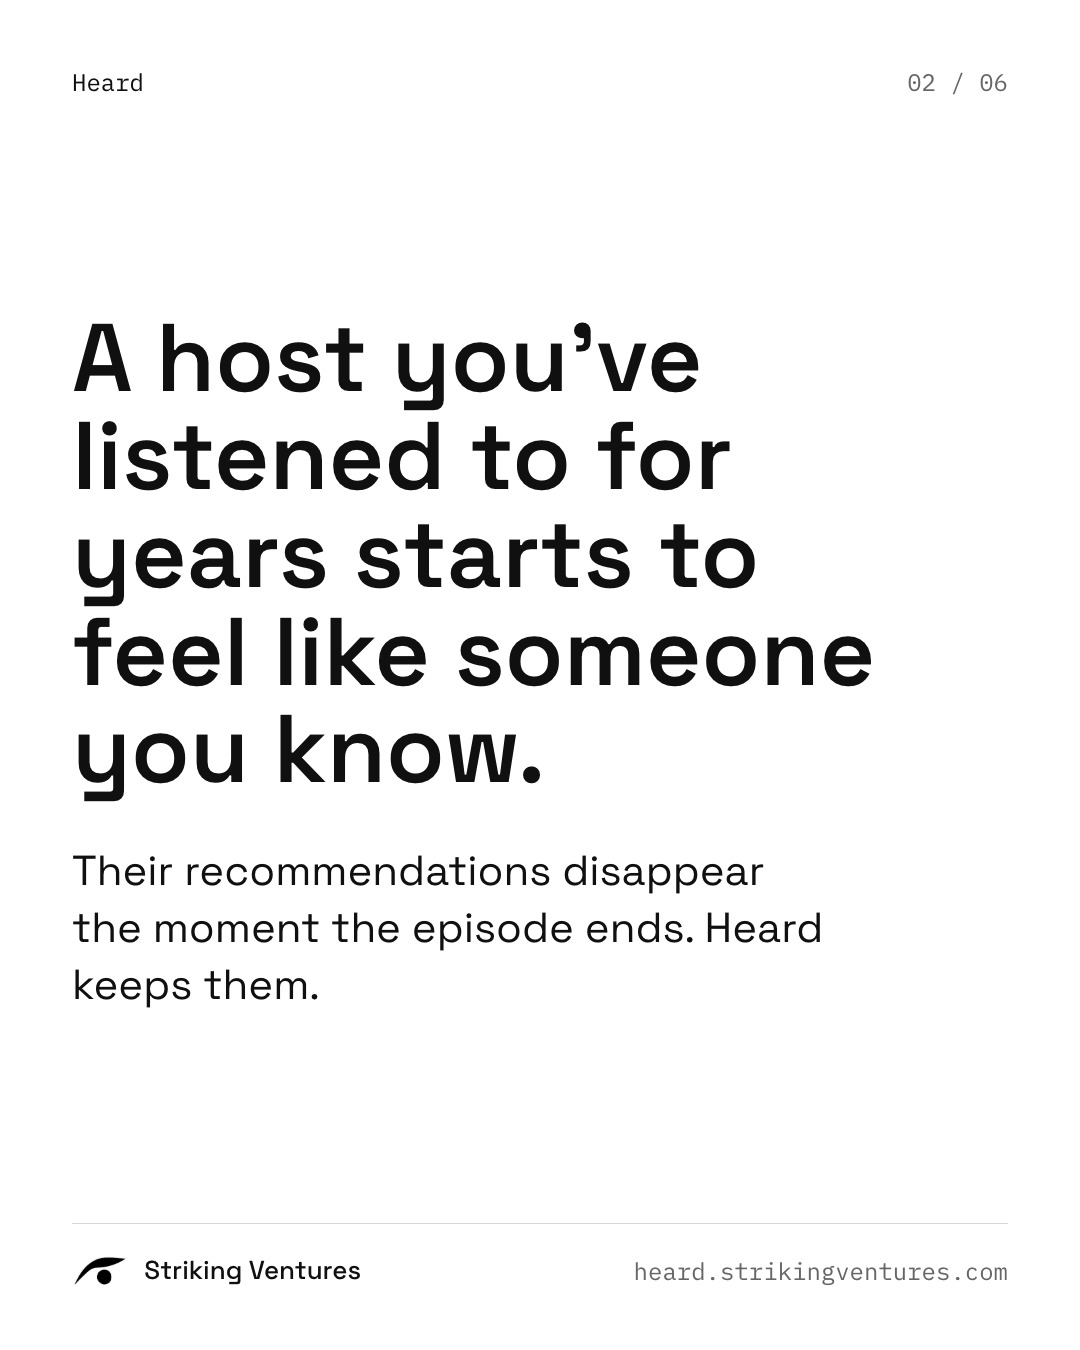 Heard
02 / 06
A host you’ve
listened to for
years starts to
feel like someone
you know.
Their recommendations disappear
the moment the episode ends. Heard
keeps them.
Striking Ventures
heard.strikingventures.com